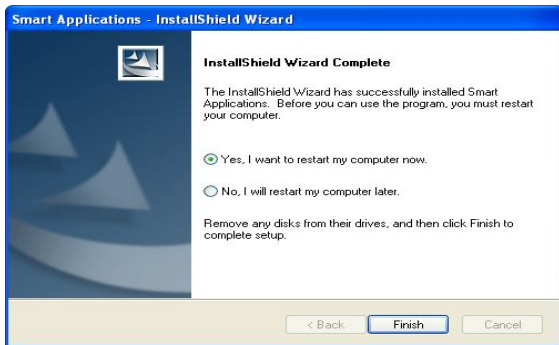 Smart Applications - InstallShield Wizard
InstallShield Wizard Complete
The InstallShield Wizard has successfully installed Smart
Applications. Before you can use the program, you must restart
your computer.
Yes, I want to restart my computer now.
No, I will restart my computer later.
Remove any disks from their drives, and then click Finish to
complete setup.
< Back
Finish
Cancel